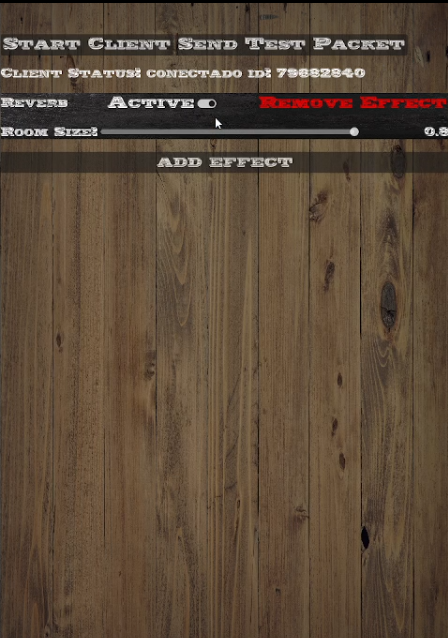 Start Client Send Test Packet
Client Status: conectado id: 79682840
Reverb Active Remove Effect
Room Size: 0.8
ADD EFFECT